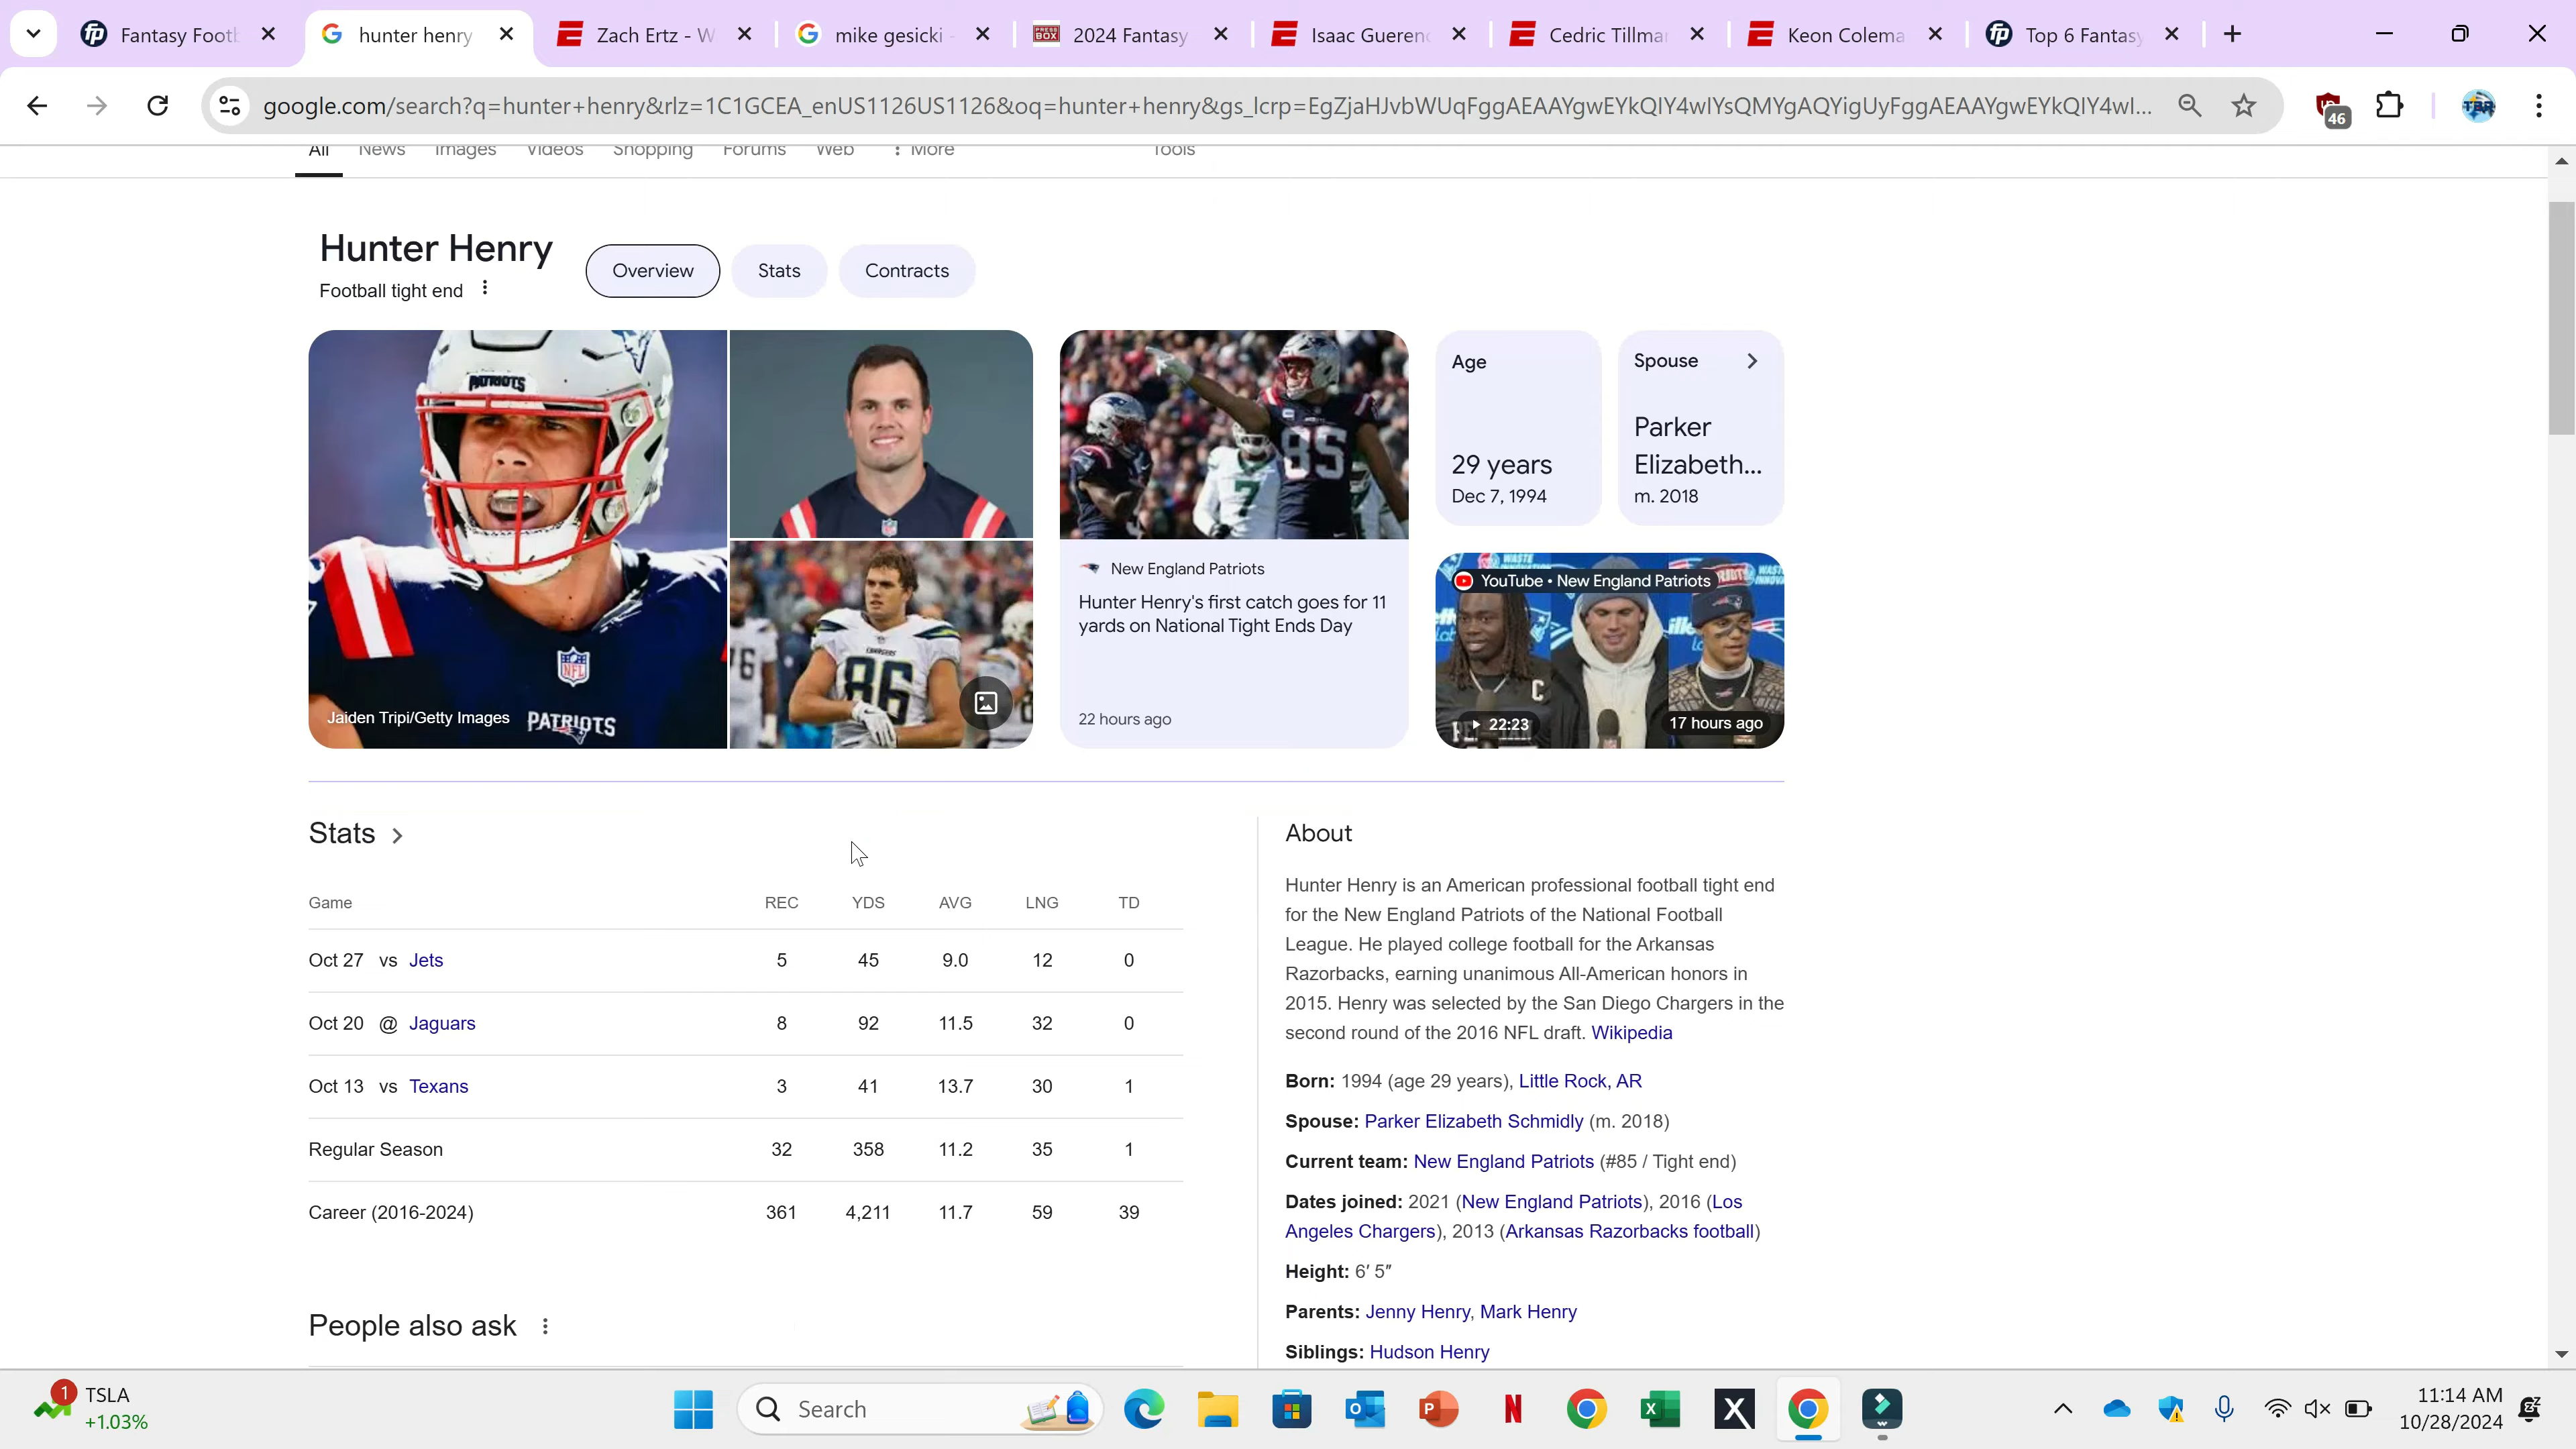 Fantasy Footb
hunter henry
Zach Ertz - W
mike gesicki -
2024 Fantasy
Isaac Gueren
Cedric Tillma
Keon Colema
Top 6 Fantasy
google.com/search?q=hunter+henry&rlz=1C1GCEA_enUS1126US1126&oq=hunter+henry&gs_lcrp=EgZjaHJvbWUqFggAEAAYgwEYkQIY4wIYsQMYgAQYigUyFggAEAAYgwEYkQIY4wI...
46
All News Images Videos Shopping Forums Web More Tools
Hunter Henry
Football tight end
Overview
Stats
Contracts
PATRIOTS
NFL
Jaiden Tripi/Getty Images
PATRIOTS
CHARGERS
86
85
7
New England Patriots
Hunter Henry's first catch goes for 11
yards on National Tight Ends Day
22 hours ago
Age
29 years
Dec 7, 1994
Spouse
Parker
Elizabeth...
m. 2018
YouTube • New England Patriots
22:23
17 hours ago
Stats
Game REC YDS AVG LNG TD
Oct 27 vs Jets 5 45 9.0 12 0
Oct 20 @ Jaguars 8 92 11.5 32 0
Oct 13 vs Texans 3 41 13.7 30 1
Regular Season 32 358 11.2 35 1
Career (2016-2024) 361 4,211 11.7 59 39
People also ask
About
Hunter Henry is an American professional football tight end
for the New England Patriots of the National Football
League. He played college football for the Arkansas
Razorbacks, earning unanimous All-American honors in
2015. Henry was selected by the San Diego Chargers in the
second round of the 2016 NFL draft. Wikipedia
Born: 1994 (age 29 years), Little Rock, AR
Spouse: Parker Elizabeth Schmidly (m. 2018)
Current team: New England Patriots (#85 / Tight end)
Dates joined: 2021 (New England Patriots), 2016 (Los
Angeles Chargers), 2013 (Arkansas Razorbacks football)
Height: 6′ 5″
Parents: Jenny Henry, Mark Henry
Siblings: Hudson Henry
1
TSLA
+1.03%
Search
11:14 AM
10/28/2024